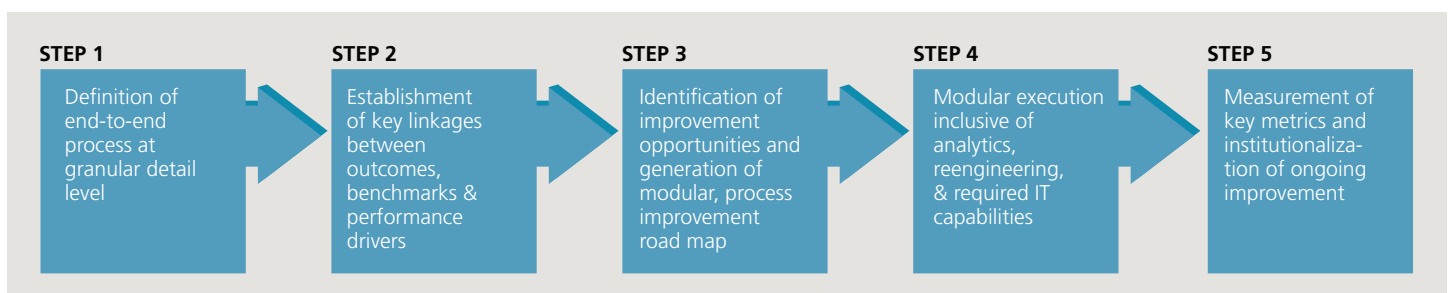 STEP 1
Definition of
end-to-end
process at
granular detail
level
STEP 2
Establishment
of key linkages
between
outcomes,
benchmarks &
performance
drivers
STEP 3
Identification of
improvement
opportunities and
generation of
modular, process
improvement
road map
STEP 4
Modular execution
inclusive of
analytics,
reengineering,
& required IT
capabilities
STEP 5
Measurement of
key metrics and
institutionaliza-
tion of ongoing
improvement